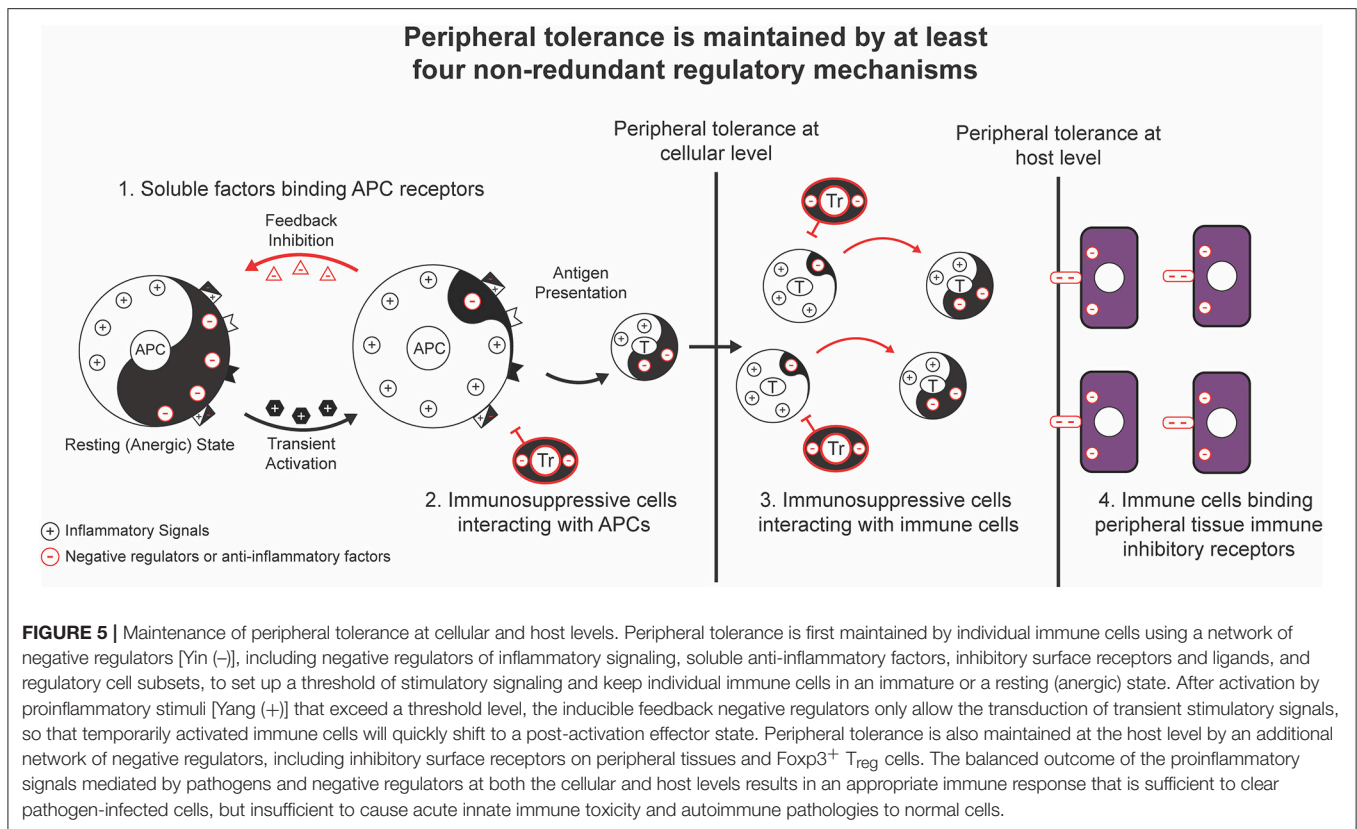 Peripheral tolerance is maintained by at least
four non-redundant regulatory mechanisms
Peripheral tolerance at
cellular level
Peripheral tolerance at
host level
1. Soluble factors binding APC receptors
Feedback
Inhibition
Antigen
Presentation
APC
APC
T
Tr
T
T
Tr
T
T
Tr
Resting (Anergic) State
Transient
Activation
2. Immunosuppressive cells
interacting with APCs
3. Immunosuppressive cells
interacting with immune cells
4. Immune cells binding
peripheral tissue immune
inhibitory receptors
+ Inflammatory Signals
- Negative regulators or anti-inflammatory factors
FIGURE 5 | Maintenance of peripheral tolerance at cellular and host levels. Peripheral tolerance is first maintained by individual immune cells using a network of
negative regulators [Yin (–)], including negative regulators of inflammatory signaling, soluble anti-inflammatory factors, inhibitory surface receptors and ligands, and
regulatory cell subsets, to set up a threshold of stimulatory signaling and keep individual immune cells in an immature or a resting (anergic) state. After activation by
proinflammatory stimuli [Yang (+)] that exceed a threshold level, the inducible feedback negative regulators only allow the transduction of transient stimulatory signals,
so that temporarily activated immune cells will quickly shift to a post-activation effector state. Peripheral tolerance is also maintained at the host level by an additional
network of negative regulators, including inhibitory surface receptors on peripheral tissues and Foxp3+ Treg cells. The balanced outcome of the proinflammatory
signals mediated by pathogens and negative regulators at both the cellular and host levels results in an appropriate immune response that is sufficient to clear
pathogen-infected cells, but insufficient to cause acute innate immune toxicity and autoimmune pathologies to normal cells.